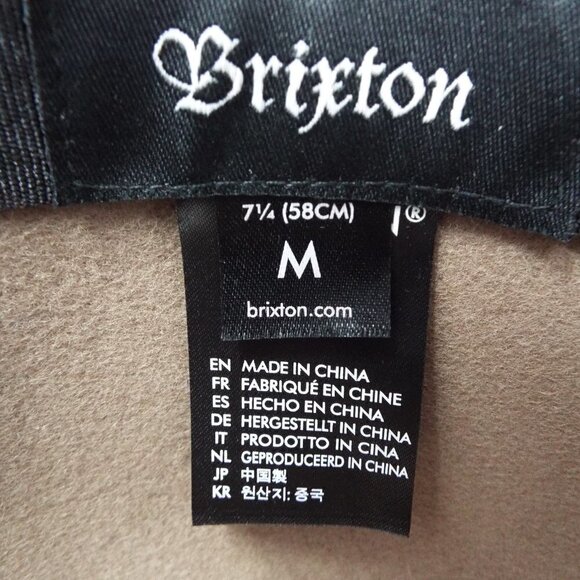 Brixton
7¼ (58CM)
®
M
brixton.com
EN MADE IN CHINA
FR FABRIQUÉ EN CHINE
ES HECHO EN CHINA
DE HERGESTELLT IN CHINA
IT PRODOTTO IN CINA
NL GEPRODUCEERD IN CHINA
JP 中国製
KR 원산지: 중국